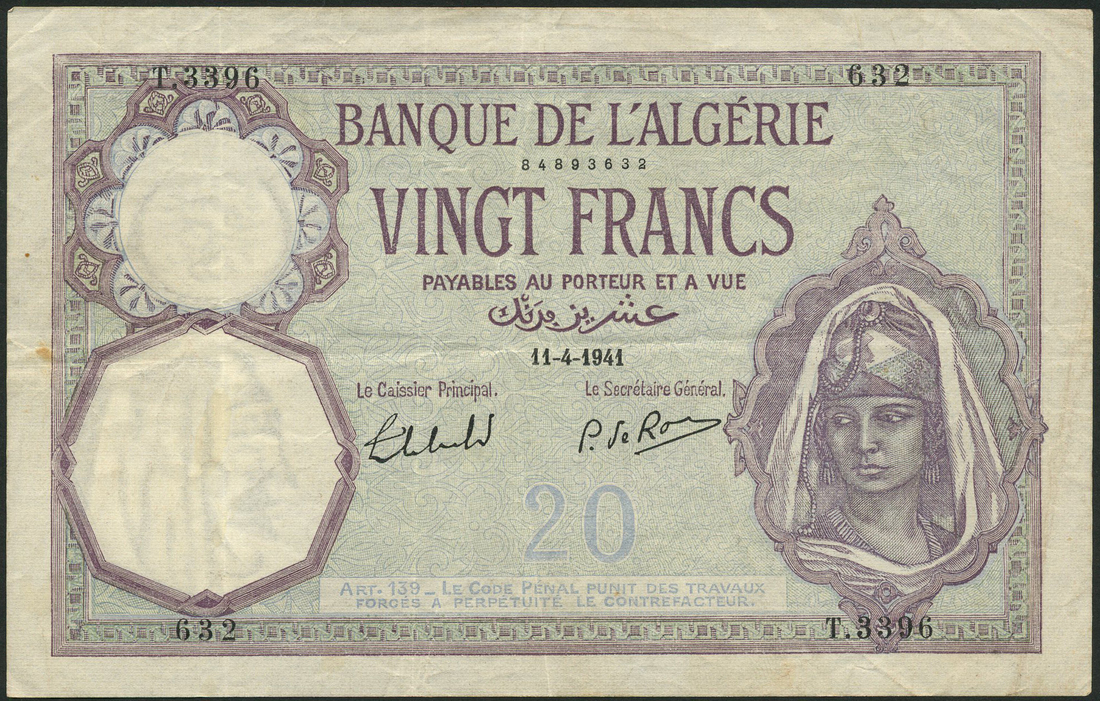 T.3396
632
BANQUE DE L'ALGÉRIE
84893632
VINGT FRANCS
PAYABLES AU PORTEUR ET A VUE
عشرين فرنك
11-4-1941
Le Caissier Principal.
Le Secrétaire Général.
20
ART. 139_ LE CODE PÉNAL PUNIT DES TRAVAUX
FORCÉS À PERPÉTUITÉ LE CONTREFACTEUR.
632
T.3396